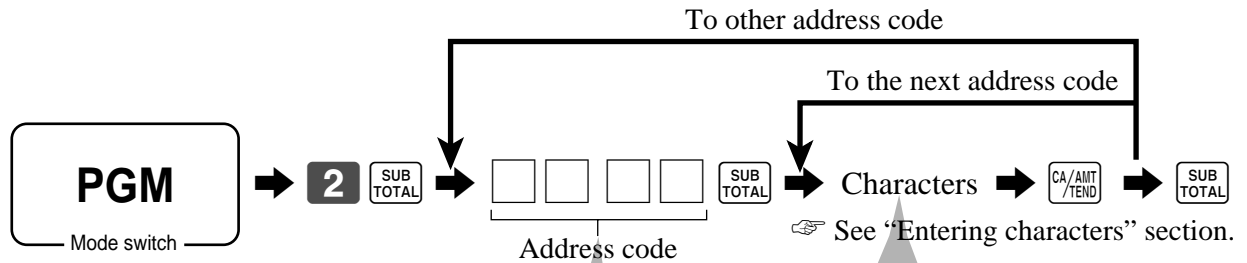 To other address code
To the next address code
PGM
Mode switch
2
SUB
TOTAL
SUB
TOTAL
Characters
CA/AMT
/TEND
SUB
TOTAL
Address code
☞ See “Entering characters” section.